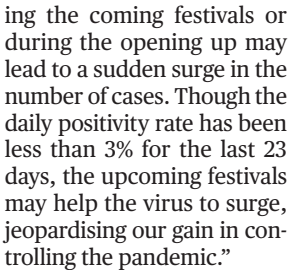 ing the coming festivals or
during the opening up may
lead to a sudden surge in the
number of cases. Though the
daily positivity rate has been
less than 3% for the last 23
days, the upcoming festivals
may help the virus to surge,
jeopardising our gain in con-
trolling the pandemic.”